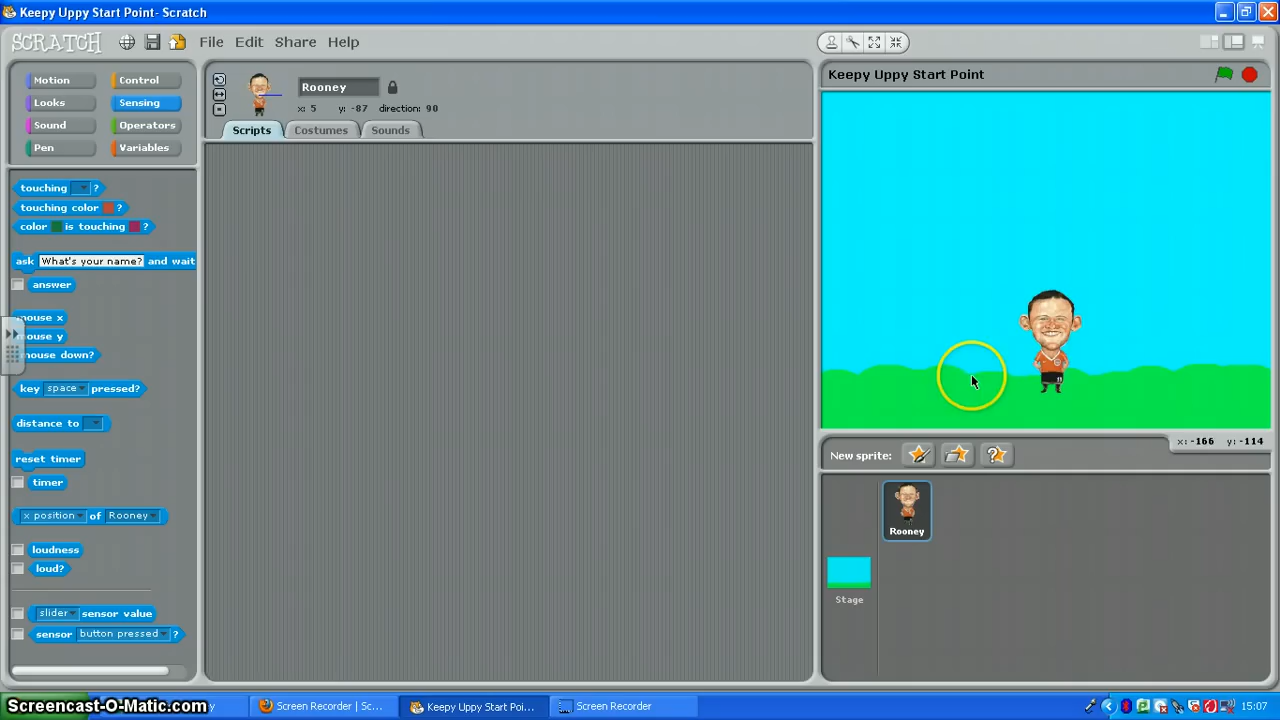 Keepy Uppy Start Point- Scratch
SCRATCH
File Edit Share Help
Motion Control
Looks Sensing
Sound Operators
Pen Variables
Rooney
x: 5 y: -87 direction: 90
Scripts Costumes Sounds
Keepy Uppy Start Point
touching ?
touching color ?
color is touching ?
ask What's your name? and wait
answer
mouse x
mouse y
mouse down?
key space pressed?
distance to
reset timer
timer
x position of Rooney
loudness
loud?
slider sensor value
sensor button pressed ?
x: -166 y: -114
New sprite:
Rooney
Stage
Screencast-O-Matic.com
y
Screen Recorder | Sc...
Keepy Uppy Start Poi...
Screen Recorder
15:07